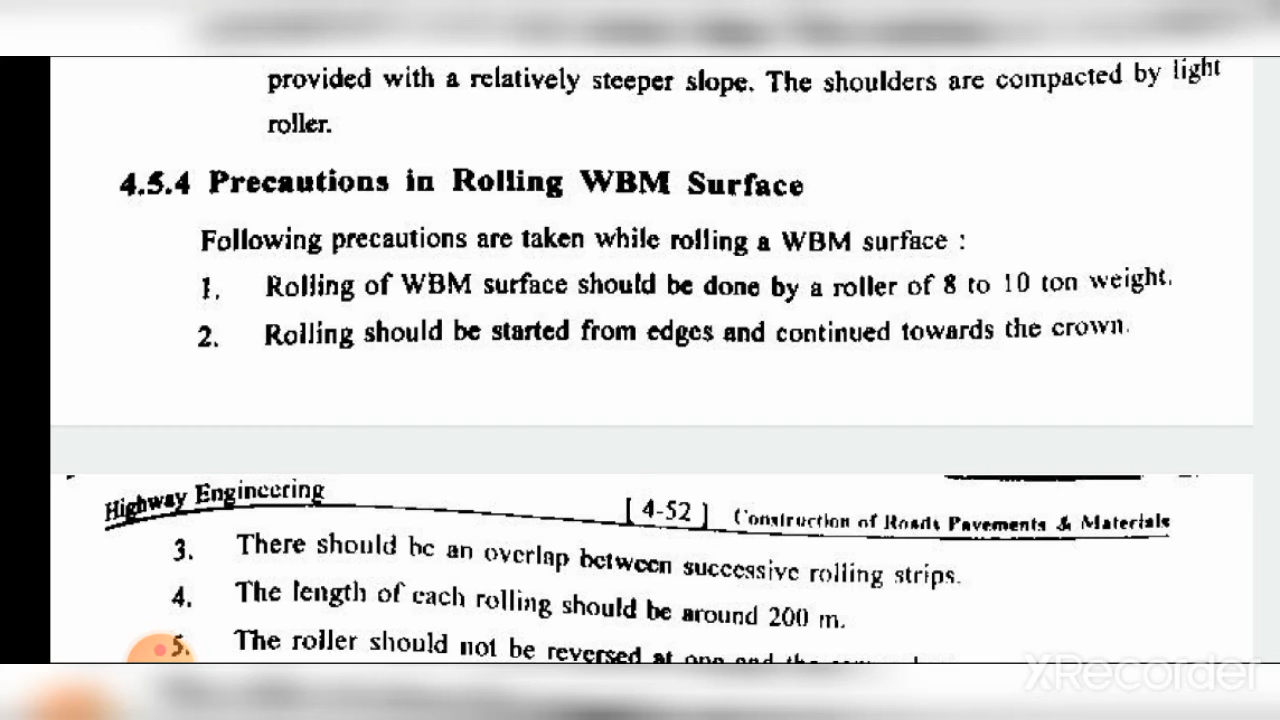 provided with a relatively steeper slope. The shoulders are compacted by light
roller.
4.5.4 Precautions in Rolling WBM Surface
Following precautions are taken while rolling a WBM surface :
1. Rolling of WBM surface should be done by a roller of 8 to 10 ton weight.
2. Rolling should be started from edges and continued towards the crown.
Highway Engineering [ 4-52 ] Construction of Roads Pavements & Materials
3. There should be an overlap between successive rolling strips.
4. The length of each rolling should be around 200 m.
5. The roller should not be reversed at one end the
XRecorder